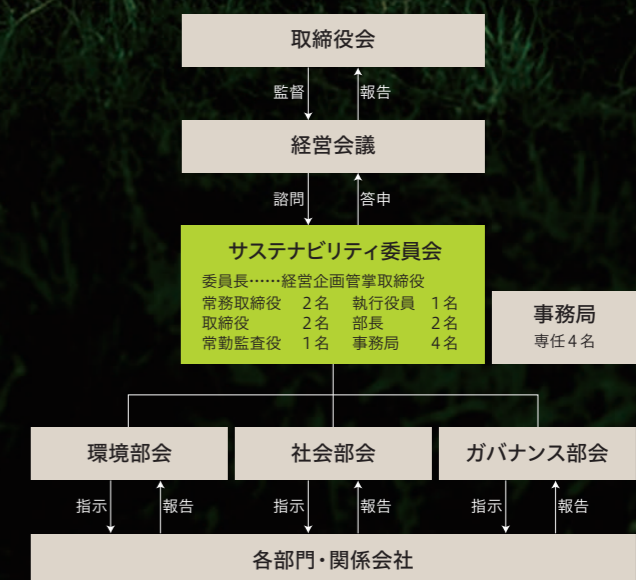 取締役会
監督 報告
経営会議
諮問 答申
サステナビリティ委員会
委員長……経営企画管掌取締役
常務取締役 2名 執行役員 1名
取締役 2名 部長 2名
常勤監査役 1名 事務局 4名
事務局
専任4名
環境部会 社会部会 ガバナンス部会
指示 報告 指示 報告 指示 報告
各部門・関係会社